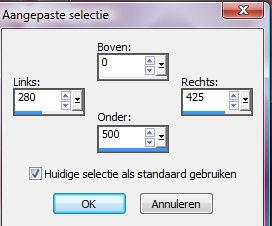 Aangepaste selectie
Boven:
0
Links:
280
Rechts:
425
Onder:
500
Huidige selectie als standaard gebruiken
OK
Annuleren